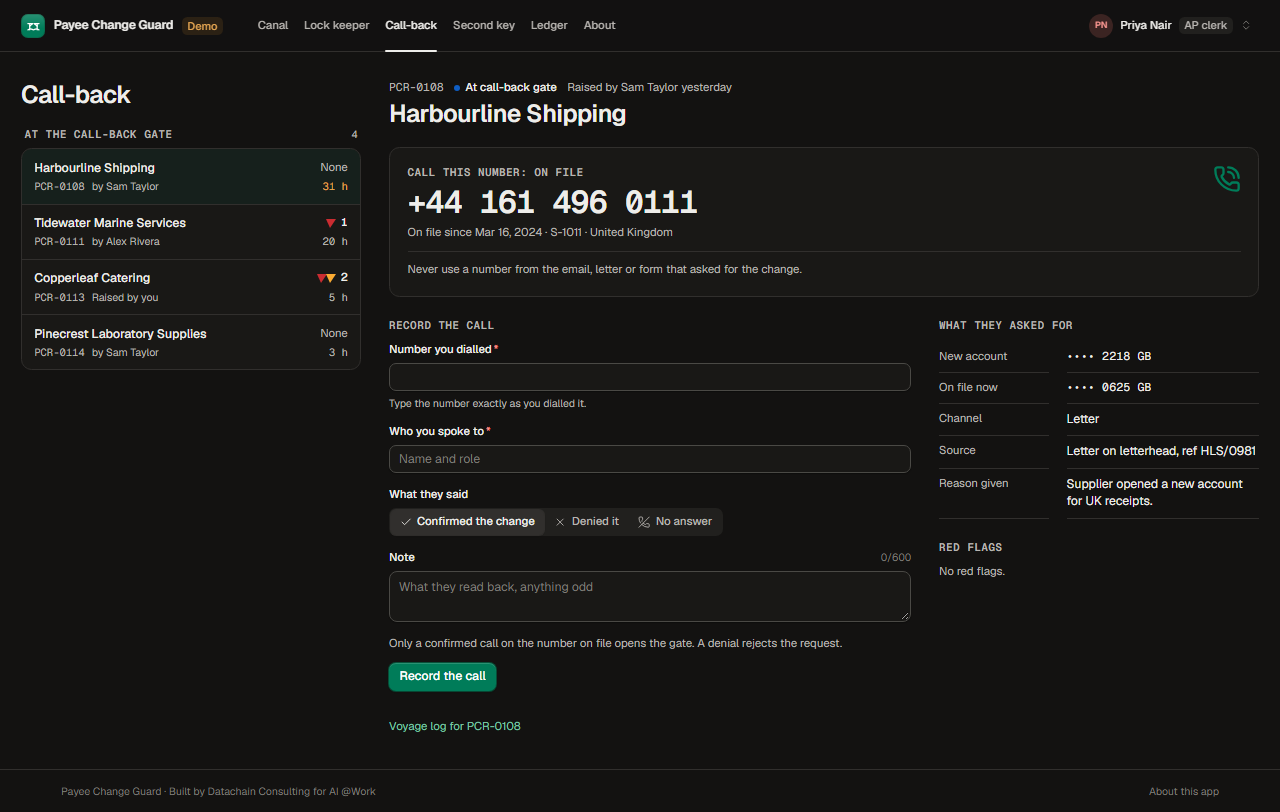 Payee Change Guard Demo Canal Lock keeper Call-back Second key Ledger About PN Priya Nair AP clerk
Call-back
AT THE CALL-BACK GATE 4
Harbourline Shipping None
PCR-0108 by Sam Taylor 31 h
Tidewater Marine Services 1
PCR-0111 by Alex Rivera 20 h
Copperleaf Catering 2
PCR-0113 Raised by you 5 h
Pinecrest Laboratory Supplies None
PCR-0114 by Sam Taylor 3 h
PCR-0108 At call-back gate Raised by Sam Taylor yesterday
Harbourline Shipping
CALL THIS NUMBER: ON FILE
+44 161 496 0111
On file since Mar 16, 2024 · S-1011 · United Kingdom
Never use a number from the email, letter or form that asked for the change.
RECORD THE CALL
Number you dialled *
Type the number exactly as you dialled it.
Who you spoke to *
Name and role
What they said
Confirmed the change Denied it No answer
Note 0/600
What they read back, anything odd
Only a confirmed call on the number on file opens the gate. A denial rejects the request.
Record the call
Voyage log for PCR-0108
WHAT THEY ASKED FOR
New account •••• 2218 GB
On file now •••• 0625 GB
Channel Letter
Source Letter on letterhead, ref HLS/0981
Reason given Supplier opened a new account
for UK receipts.
RED FLAGS
No red flags.
Payee Change Guard · Built by Datachain Consulting for AI @Work About this app